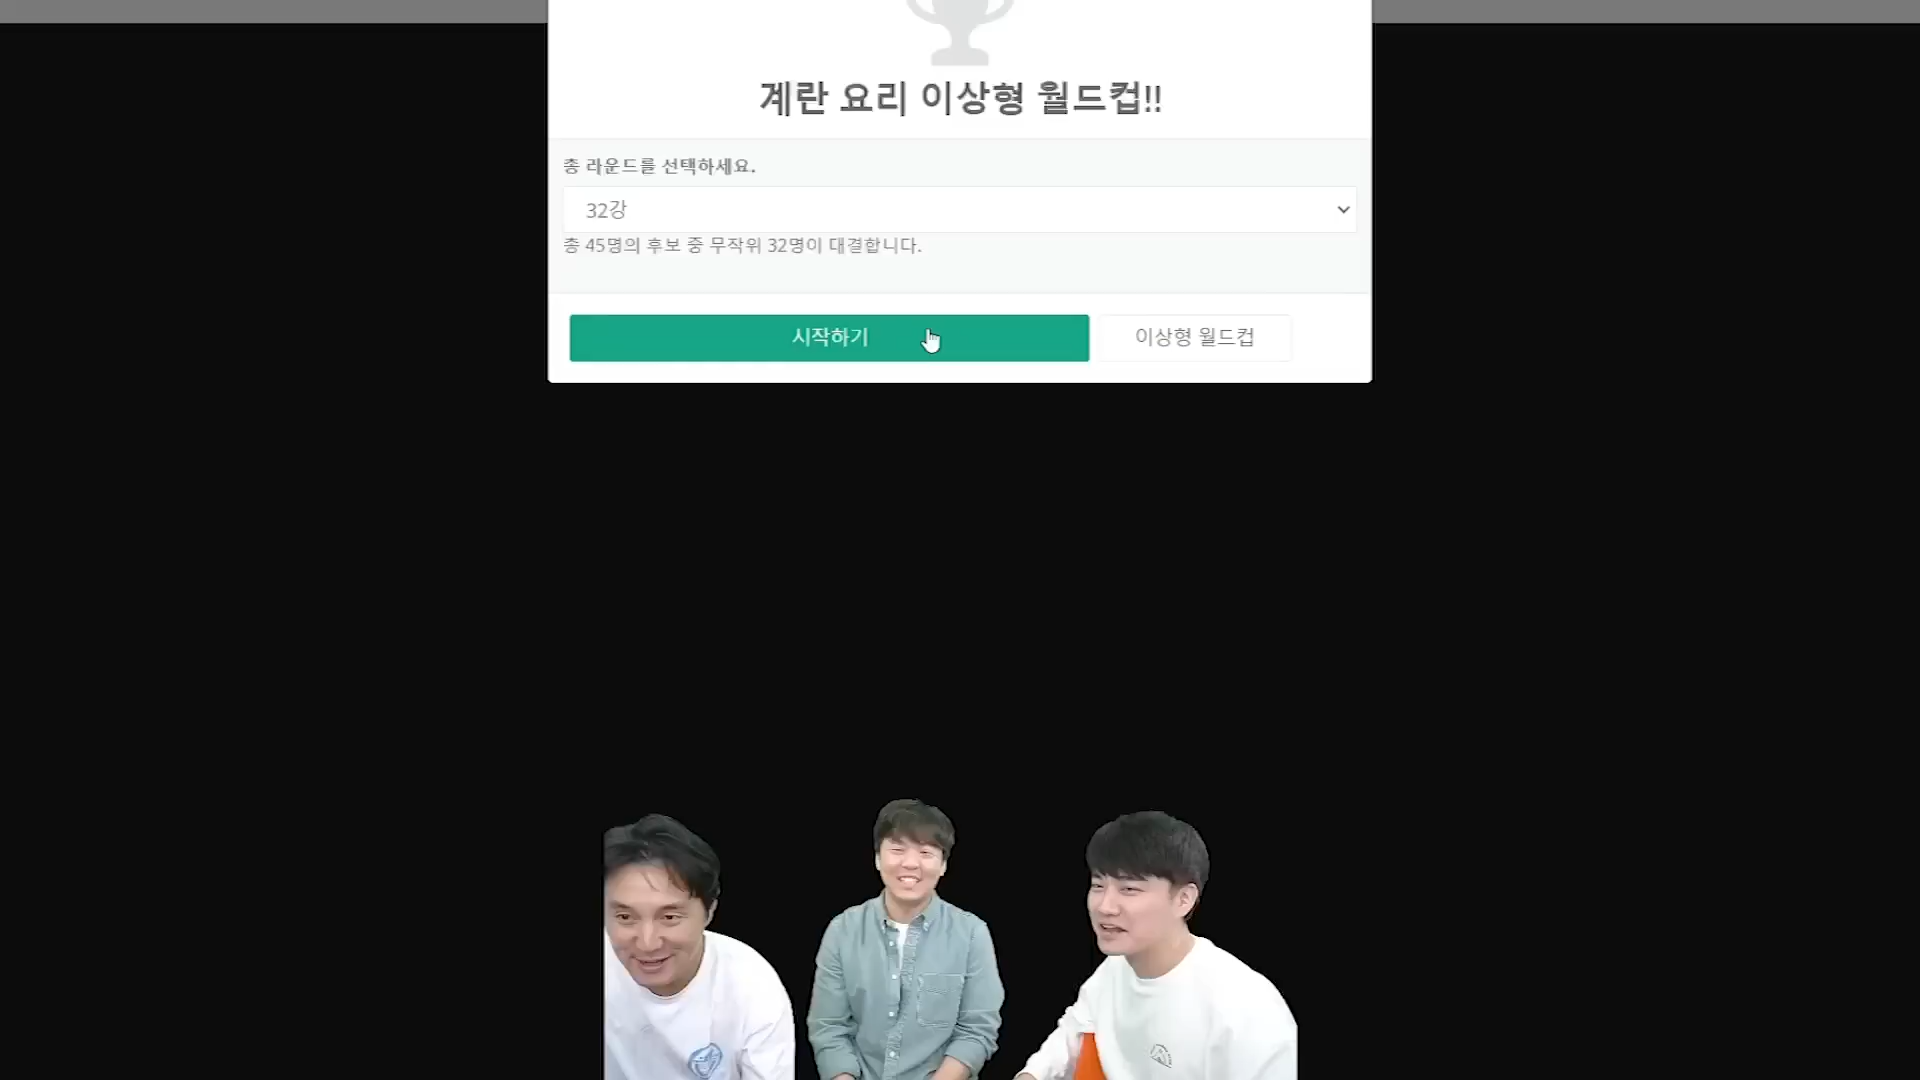 계란 요리 이상형 월드컵!!
총 라운드를 선택하세요.
32강
총 45명의 후보 중 무작위 32명이 대결합니다.
시작하기
이상형 월드컵